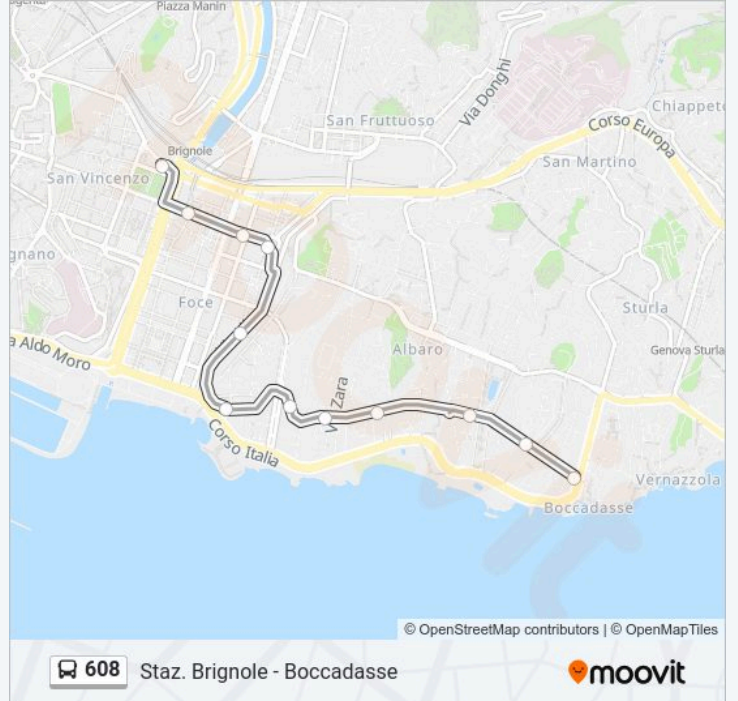 Piazza Manin
San Fruttuoso
Via Donghi
Chiappeto
Corso Europa
Brignole
San Vincenzo
San Martino
gnano
Foce
Sturla
a Aldo Moro
Albaro
Genova Sturla
Zara
Corso Italia
Vernazzola
Boccadasse
© OpenStreetMap contributors | © OpenMapTiles
608 Staz. Brignole - Boccadasse
moovit